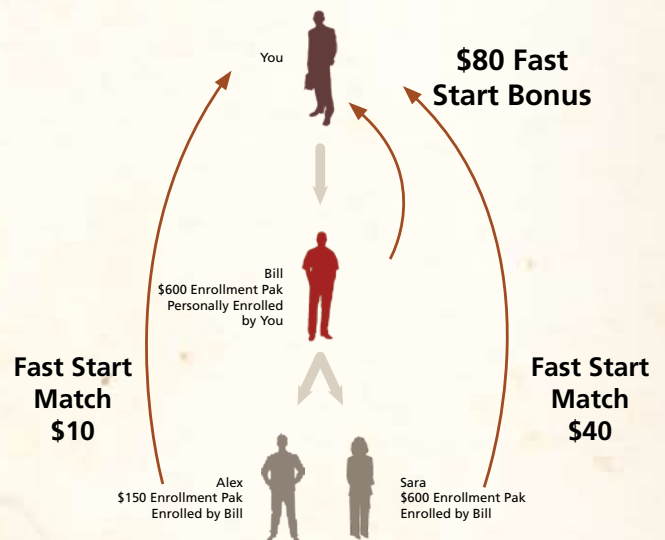 You
$80 Fast
Start Bonus
Bill
$600 Enrollment Pak
Personally Enrolled
by You
Fast Start
Match
$10
Fast Start
Match
$40
Alex
$150 Enrollment Pak
Enrolled by Bill
Sara
$600 Enrollment Pak
Enrolled by Bill